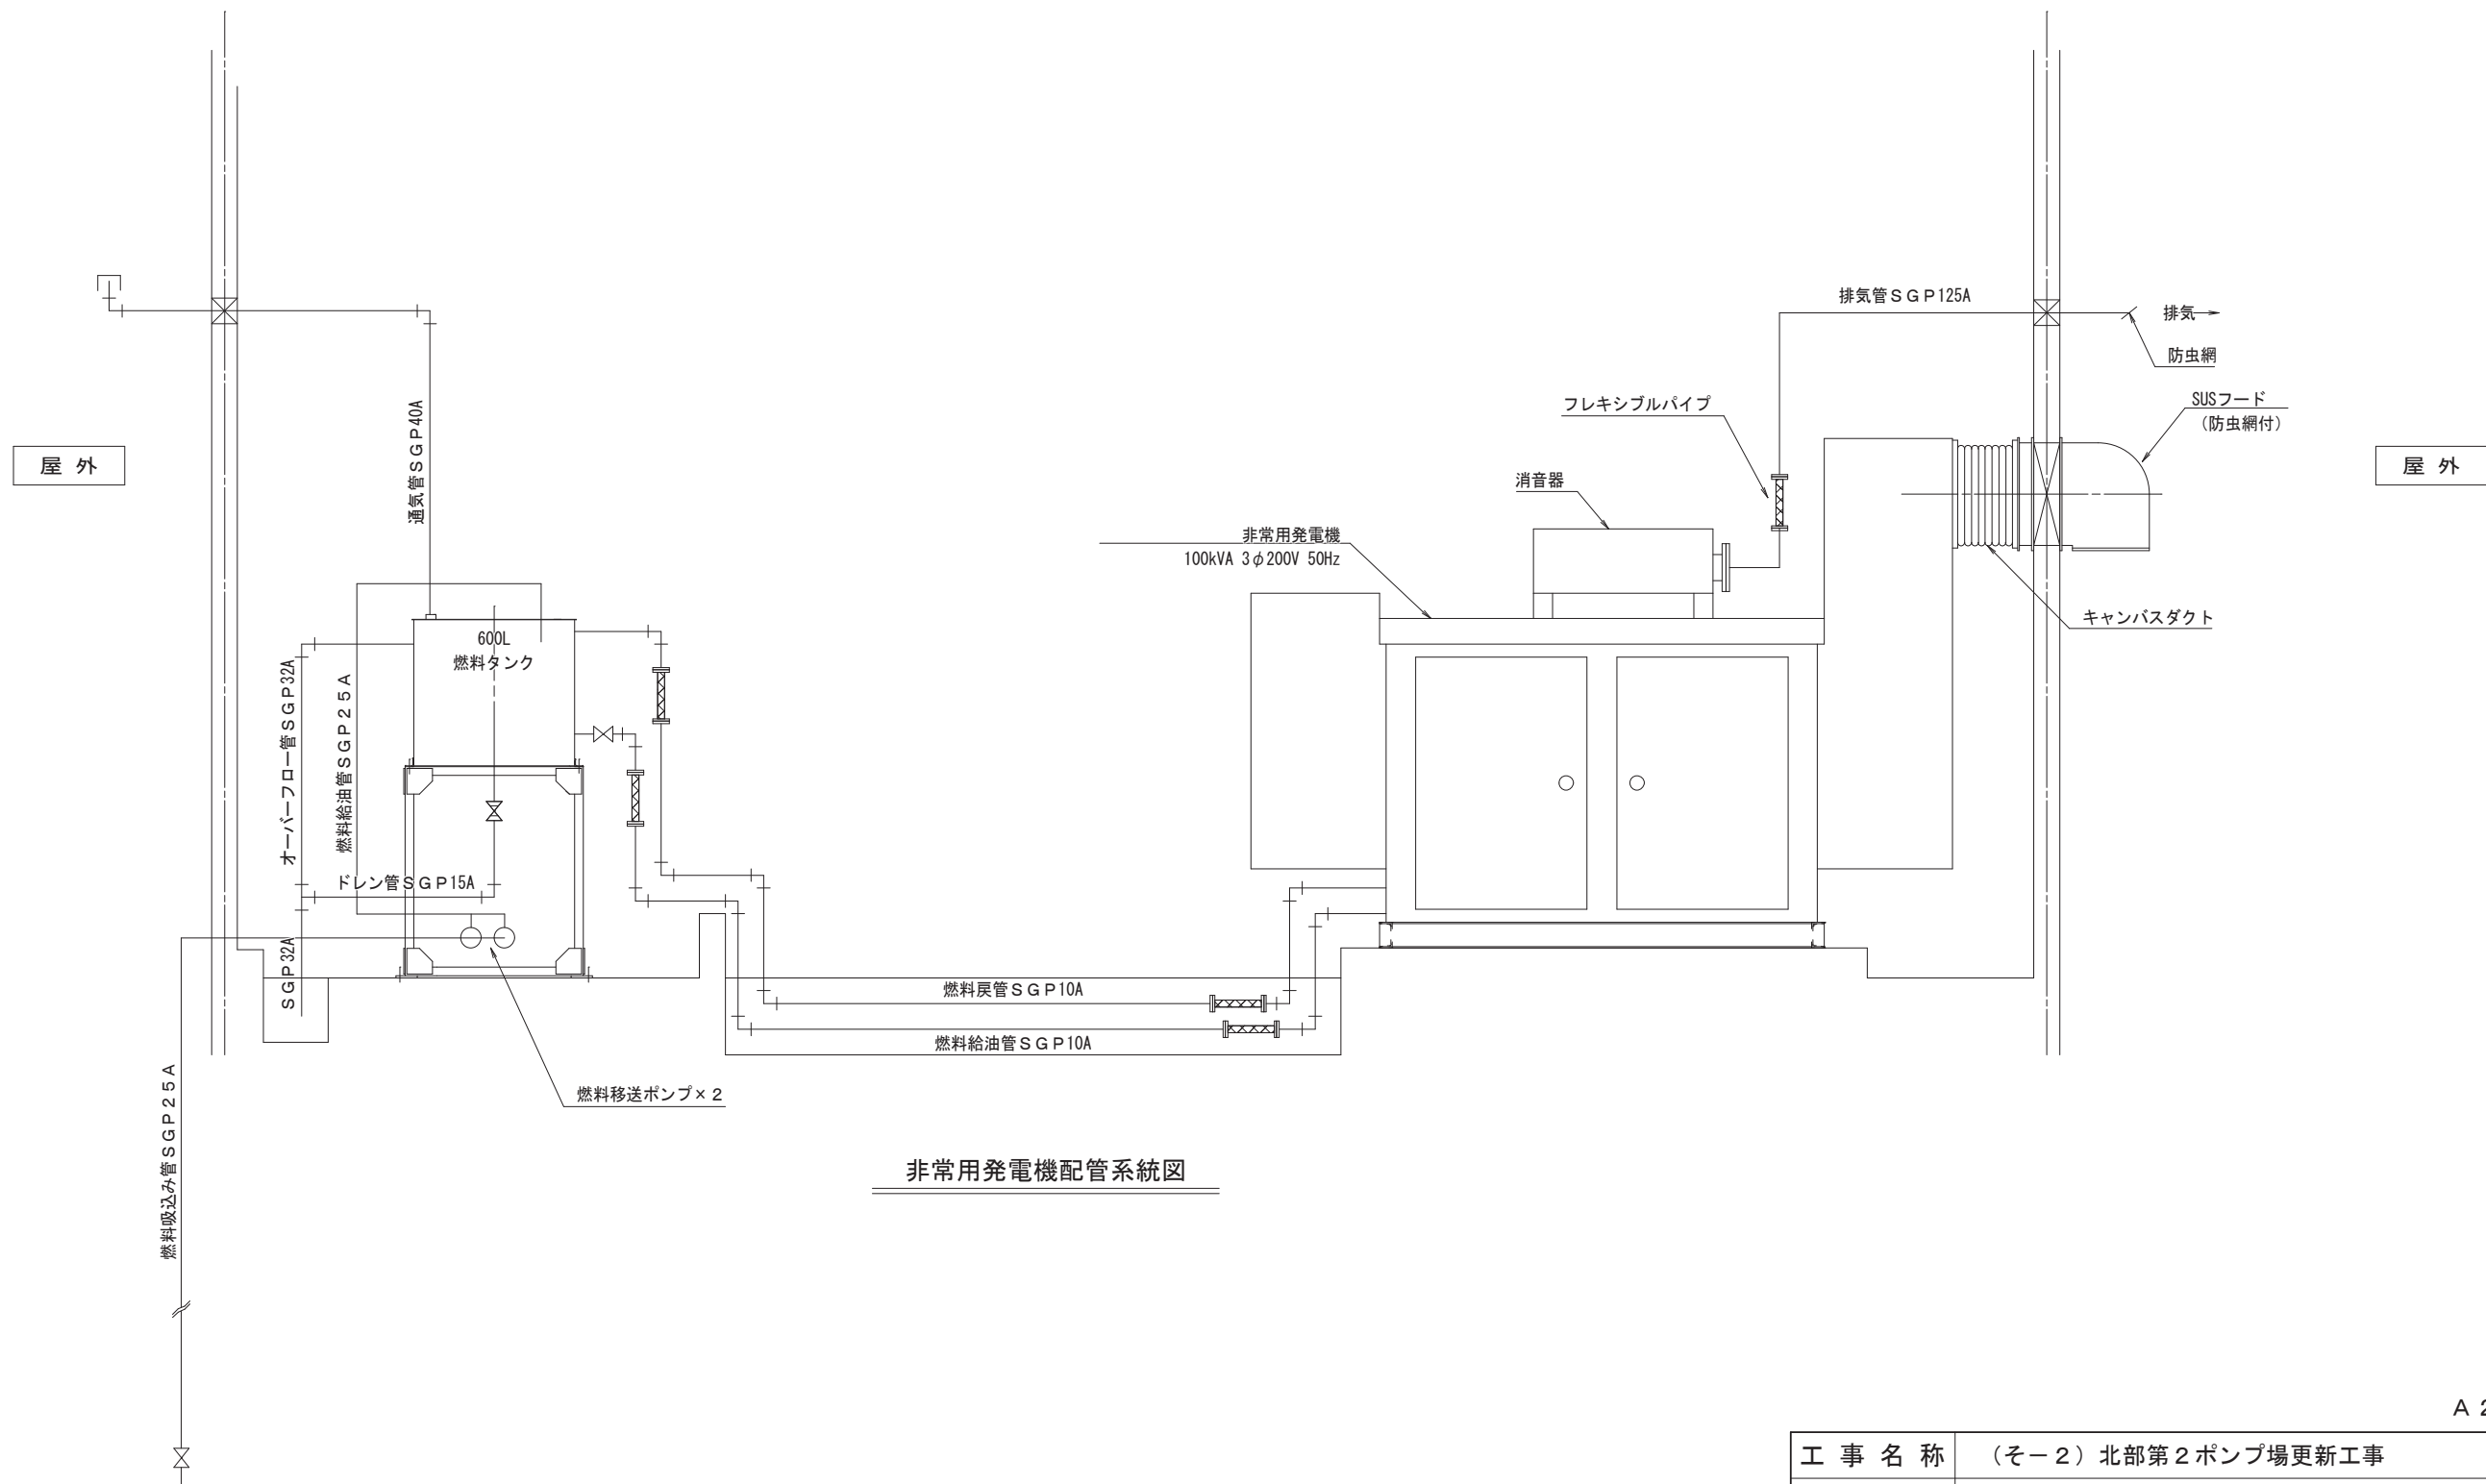 排気管ＳＧＰ125A
排気
防虫網
SUSフード
（防虫網付）
フレキシブルパイプ
通気管ＳＧＰ40A
屋 外
屋 外
消音器
非常用発電機
100kVA 3φ200V 50Hz
キャンバスダクト
600L
燃料タンク
オーバーフロー管ＳＧＰ32A
燃料給油管ＳＧＰ２５Ａ
ドレン管ＳＧＰ15A
SGP32A
燃料戻管ＳＧＰ10A
燃料給油管ＳＧＰ10A
燃料移送ポンプ×２
燃料吸込み管ＳＧＰ２５Ａ
非常用発電機配管系統図
Ａ２
工 事 名 称
（そ－２）北部第２ポンプ場更新工事